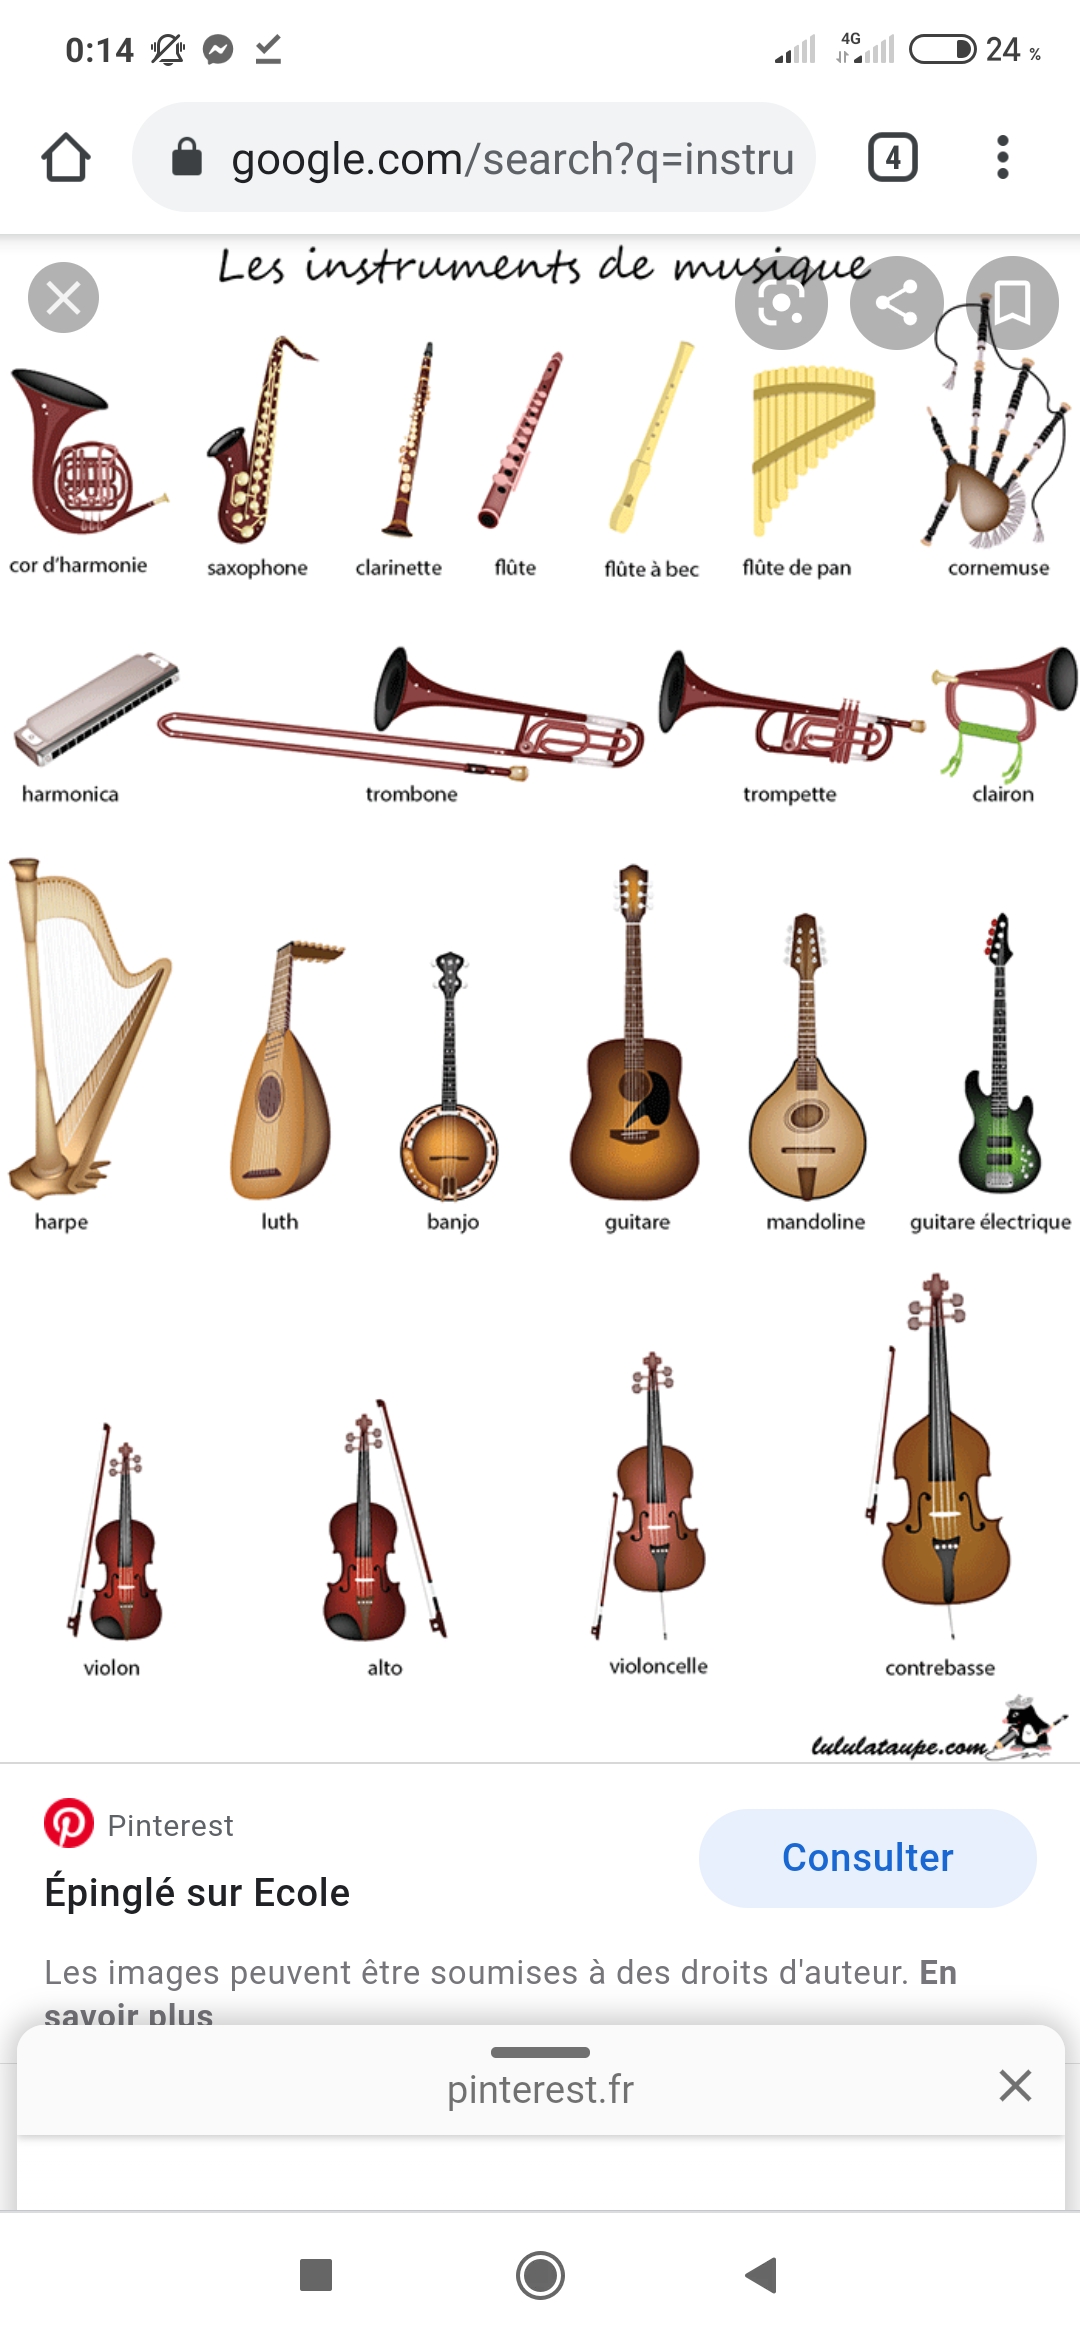 0:14 4G 24 %
google.com/search?q=instru 4
Les instruments de musique
cor d'harmonie saxophone clarinette flûte flûte à bec flûte de pan cornemuse
harmonica trombone trompette clairon
harpe luth banjo guitare mandoline guitare électrique
violon alto violoncelle contrebasse
lululataupe.com
Pinterest
Consulter
Épinglé sur Ecole
Les images peuvent être soumises à des droits d'auteur. En
savoir plus
pinterest.fr